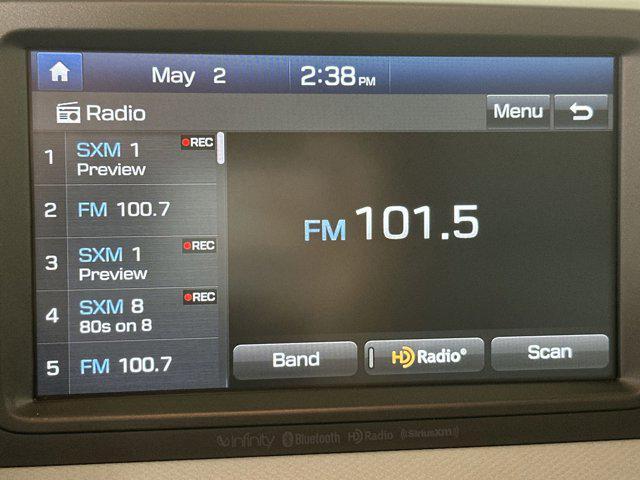 May 2 2:38 PM
Radio Menu
1 SXM 1 REC
Preview
2 FM 100.7
3 SXM 1 REC
Preview
4 SXM 8 REC
80s on 8
5 FM 100.7
FM 101.5
Band HD Radio® Scan
infinity Bluetooth HD Radio ((SiriusXM))